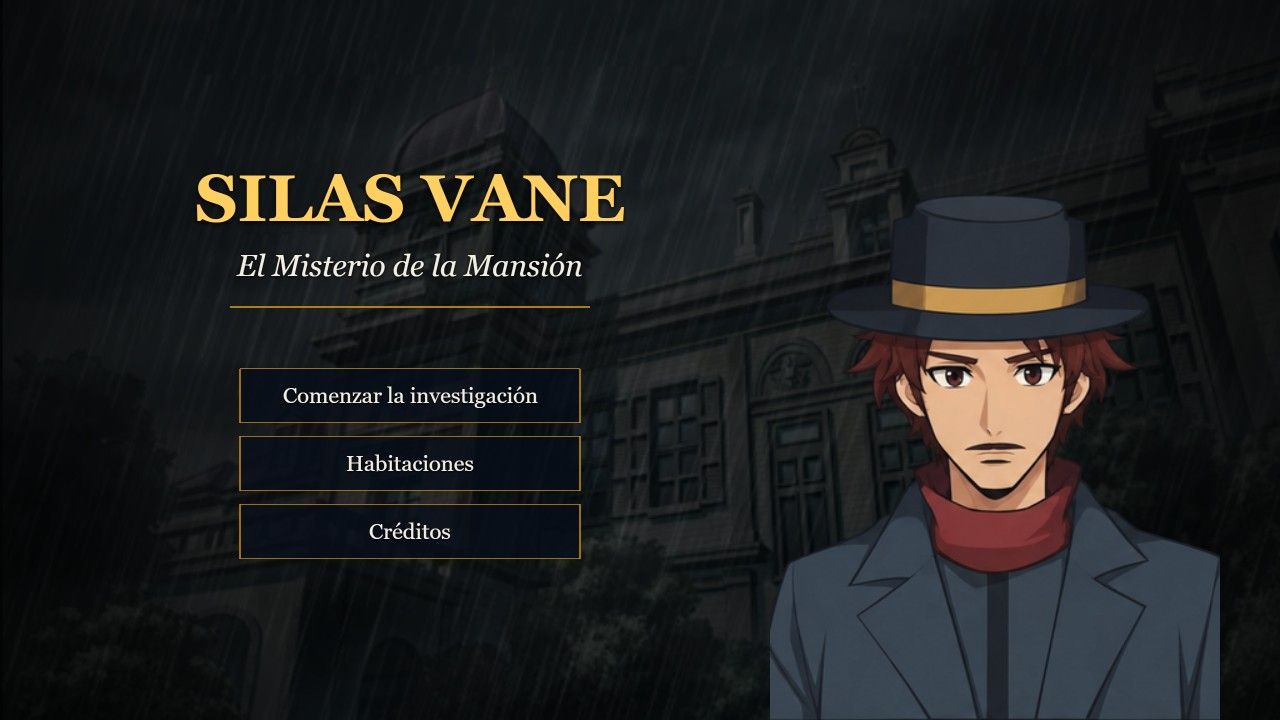 SILAS VANE
El Misterio de la Mansión
Comenzar la investigación
Habitaciones
Créditos